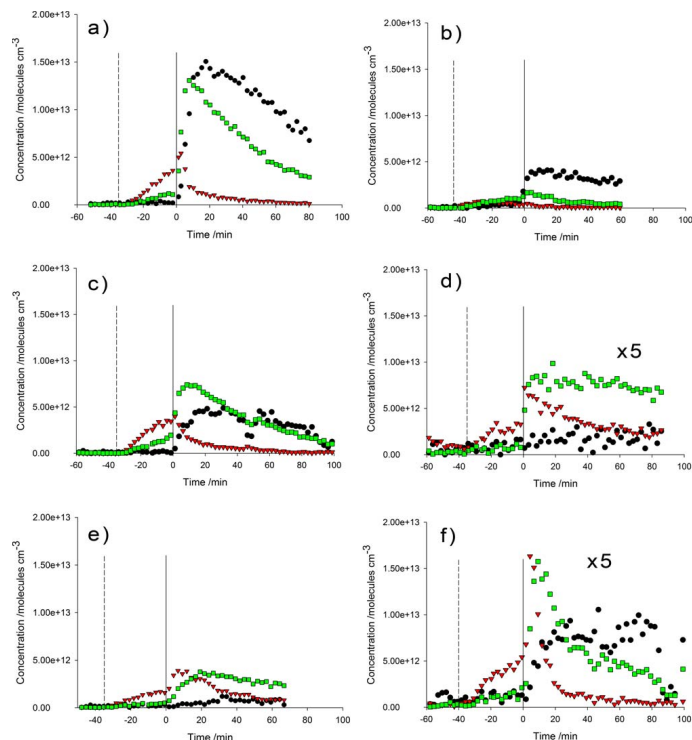 a)
Concentration /molecules cm⁻³
2.00e+13
1.50e+13
1.00e+13
5.00e+12
0.00
-60 -40 -20 0 20 40 60 80 100
Time /min
b)
Concentration /molecules cm⁻³
2.00e+13
1.50e+13
1.00e+13
5.00e+12
0.00
-60 -50 -40 -30 -20 -10 0 10 20 30 40 50 60 80 100
Time /min
c)
Concentration /molecules cm⁻³
2.00e+13
1.50e+13
1.00e+13
5.00e+12
0.00
-60 -40 -20 0 20 40 60 80 100
Time /min
d)
x5
Concentration /molecules cm⁻³
2.00e+13
1.50e+13
1.00e+13
5.00e+12
0.00
-60 -40 -20 0 20 40 60 80 100
Time /min
e)
Concentration /molecules cm⁻³
2.00e+13
1.50e+13
1.00e+13
5.00e+12
0.00
-40 -20 0 20 40 60 80 100
Time /min
f)
x5
Concentration /molecules cm⁻³
2.00e+13
1.50e+13
1.00e+13
5.00e+12
0.00
-60 -40 -20 0 20 40 60 80 100
Time /min